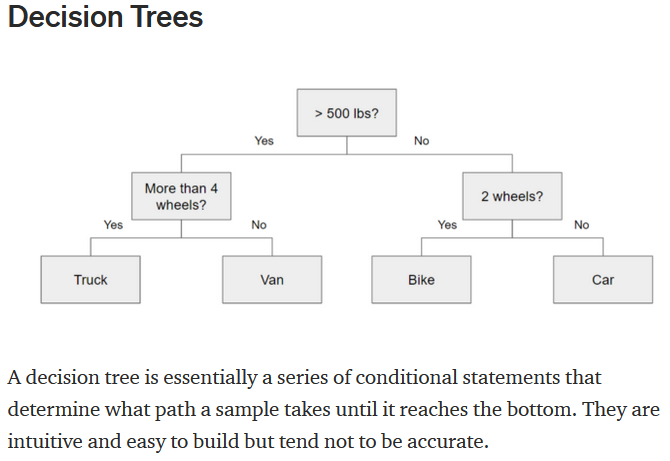 Decision Trees
> 500 lbs?
Yes
No
More than 4
wheels?
2 wheels?
Yes
No
Yes
No
Truck
Van
Bike
Car
A decision tree is essentially a series of conditional statements that
determine what path a sample takes until it reaches the bottom. They are
intuitive and easy to build but tend not to be accurate.